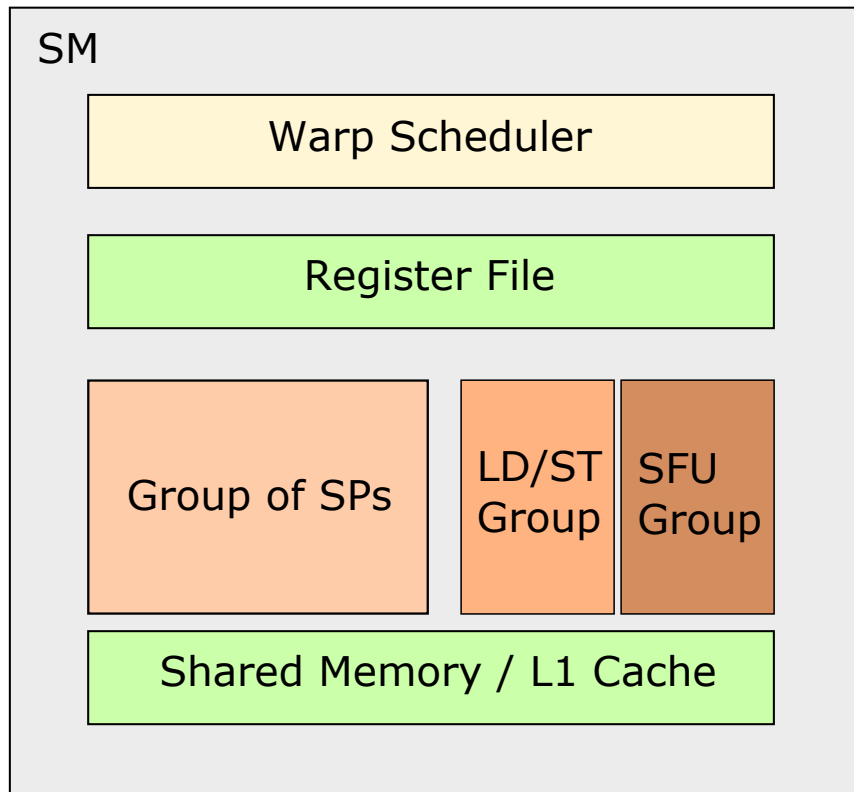 SM
Warp Scheduler
Register File
Group of SPs
LD/ST
Group
SFU
Group
Shared Memory / L1 Cache